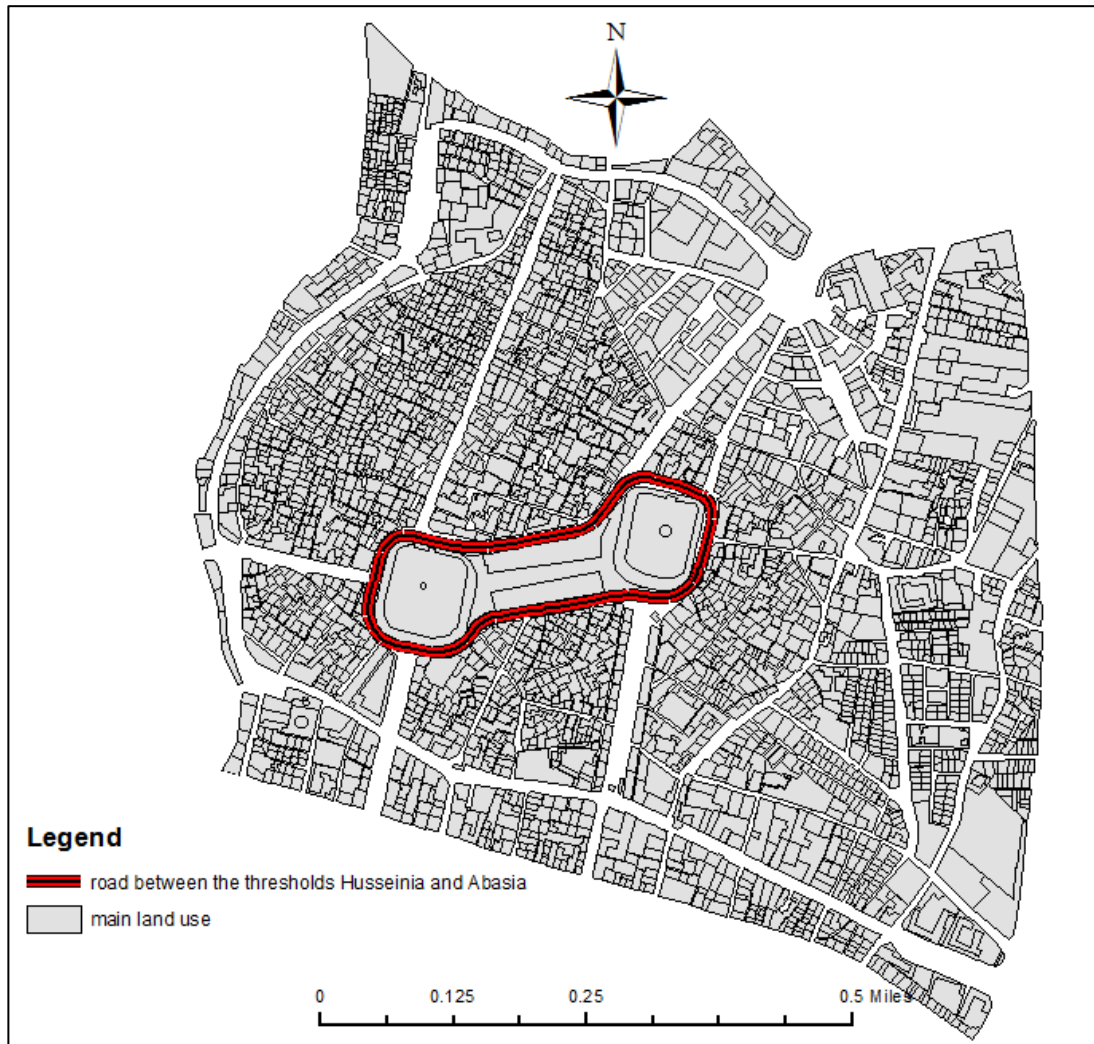 N
Legend
road between the thresholds Husseinia and Abasia
main land use
0 0.125 0.25 0.5 Miles